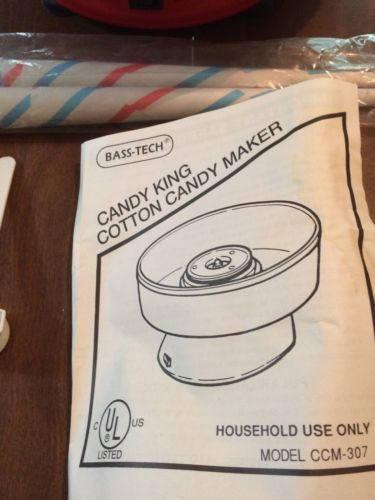 BASS-TECH®
CANDY KING
COTTON CANDY MAKER
C UL® US
LISTED
HOUSEHOLD USE ONLY
MODEL CCM-307